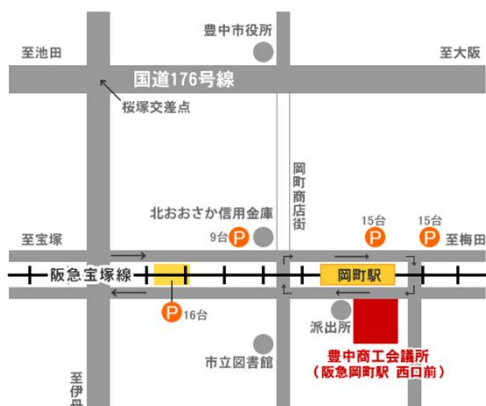 豊中市役所
至池田
至大阪
国道176号線
桜塚交差点
岡町商店街
北おおさか信用金庫
15台
15台
9台
P
P
P
至宝塚
至梅田
阪急宝塚線
岡町駅
P
16台
派出所
市立図書館
豊中商工会議所
(阪急岡町駅 西口前)
至伊丹